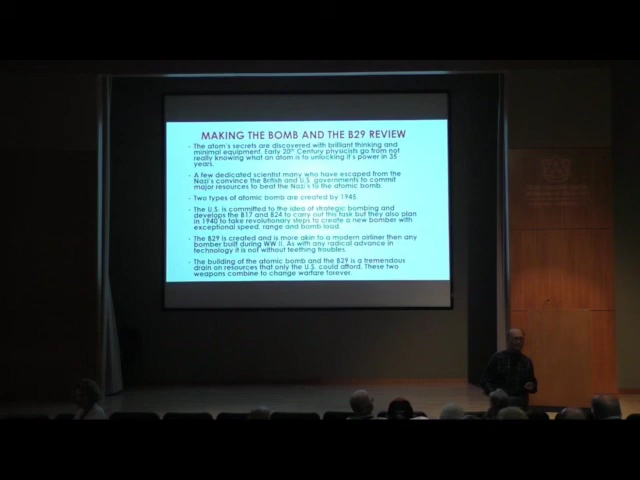 MAKING THE BOMB AND THE B29 REVIEW
- The atom's secrets are discovered with brilliant thinking and
minimal equipment. Early 20th Century physicists go from not
really knowing what an atom is to unlocking it's power in 35
years.
- A few dedicated scientist many who have escaped from the
Nazi's convince the British and U.S. governments to commit
major resources to beat the Nazi's to the atomic bomb.
- Two types of atomic bomb are created by 1945.
- The U.S. is committed to the idea of strategic bombing and
develops the B17 and B24 to carry out this task but they also plan
in 1940 to take revolutionary steps to create a new bomber with
exceptional speed, range and bomb load.
- The B29 is created and is more akin to a modern airliner then any
bomber built during WW II. As with any radical advance in
technology it is not without teething troubles.
- The building of the atomic bomb and the B29 is a tremendous
drain on resources that only the U.S. could afford. These two
weapons combine to change warfare forever.